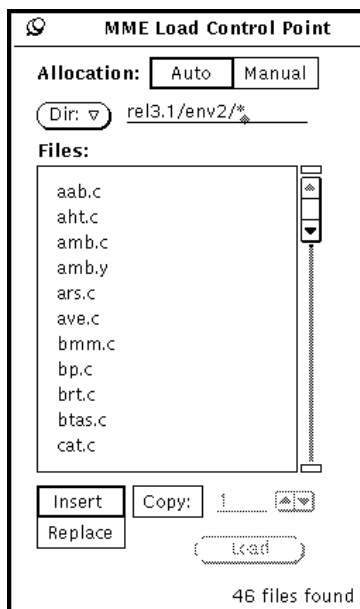 MME Load Control Point
Allocation: Auto Manual
Dir: rel3.1/env2/*
Files:
aab.c
aht.c
amb.c
amb.y
ars.c
ave.c
bmm.c
bp.c
brt.c
btas.c
cat.c
Insert Copy: 1
Replace
Load
46 files found